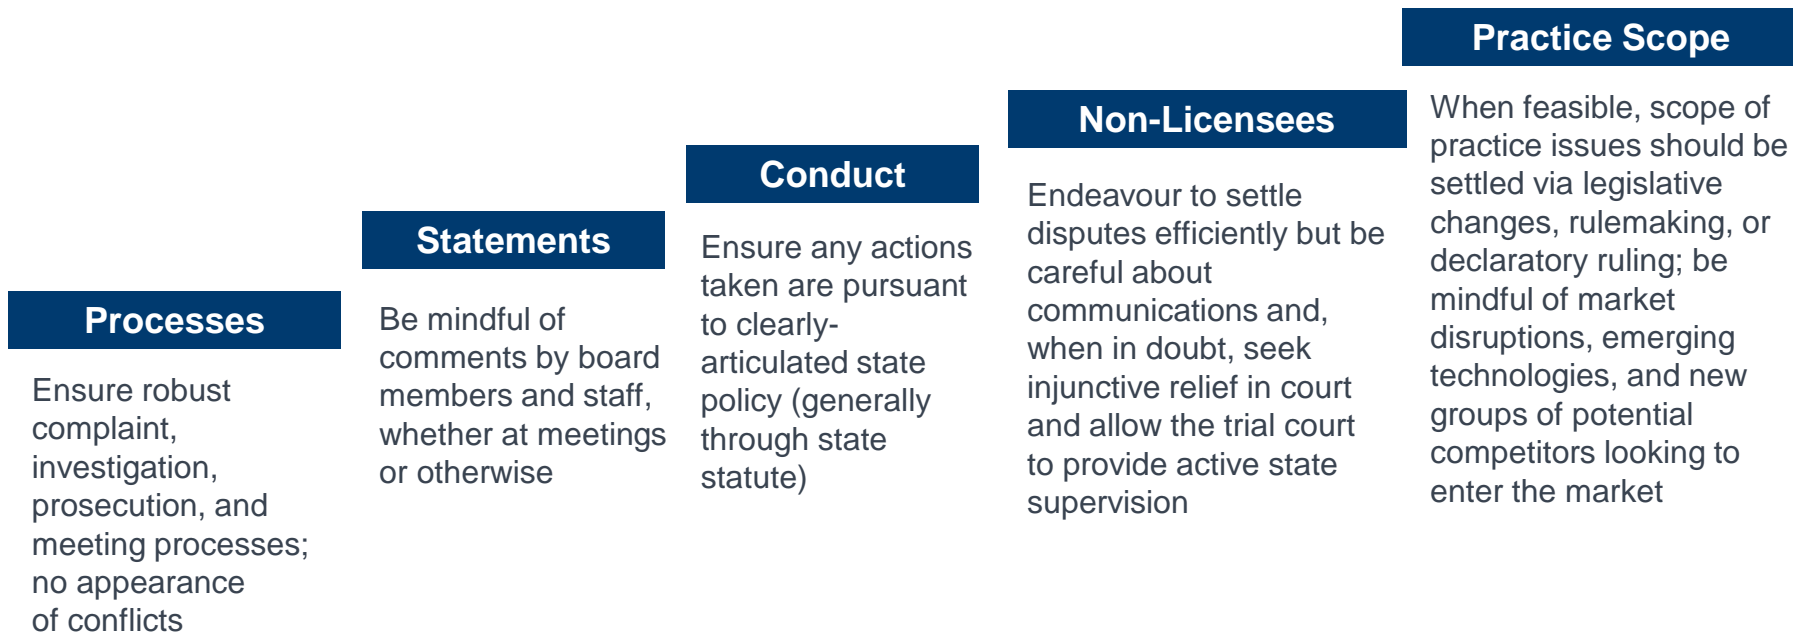 Processes
Ensure robust
complaint,
investigation,
prosecution, and
meeting processes;
no appearance
of conflicts
Statements
Be mindful of
comments by board
members and staff,
whether at meetings
or otherwise
Conduct
Ensure any actions
taken are pursuant
to clearly-
articulated state
policy (generally
through state
statute)
Non-Licensees
Endeavour to settle
disputes efficiently but be
careful about
communications and,
when in doubt, seek
injunctive relief in court
and allow the trial court
to provide active state
supervision
Practice Scope
When feasible, scope of
practice issues should be
settled via legislative
changes, rulemaking, or
declaratory ruling; be
mindful of market
disruptions, emerging
technologies, and new
groups of potential
competitors looking to
enter the market